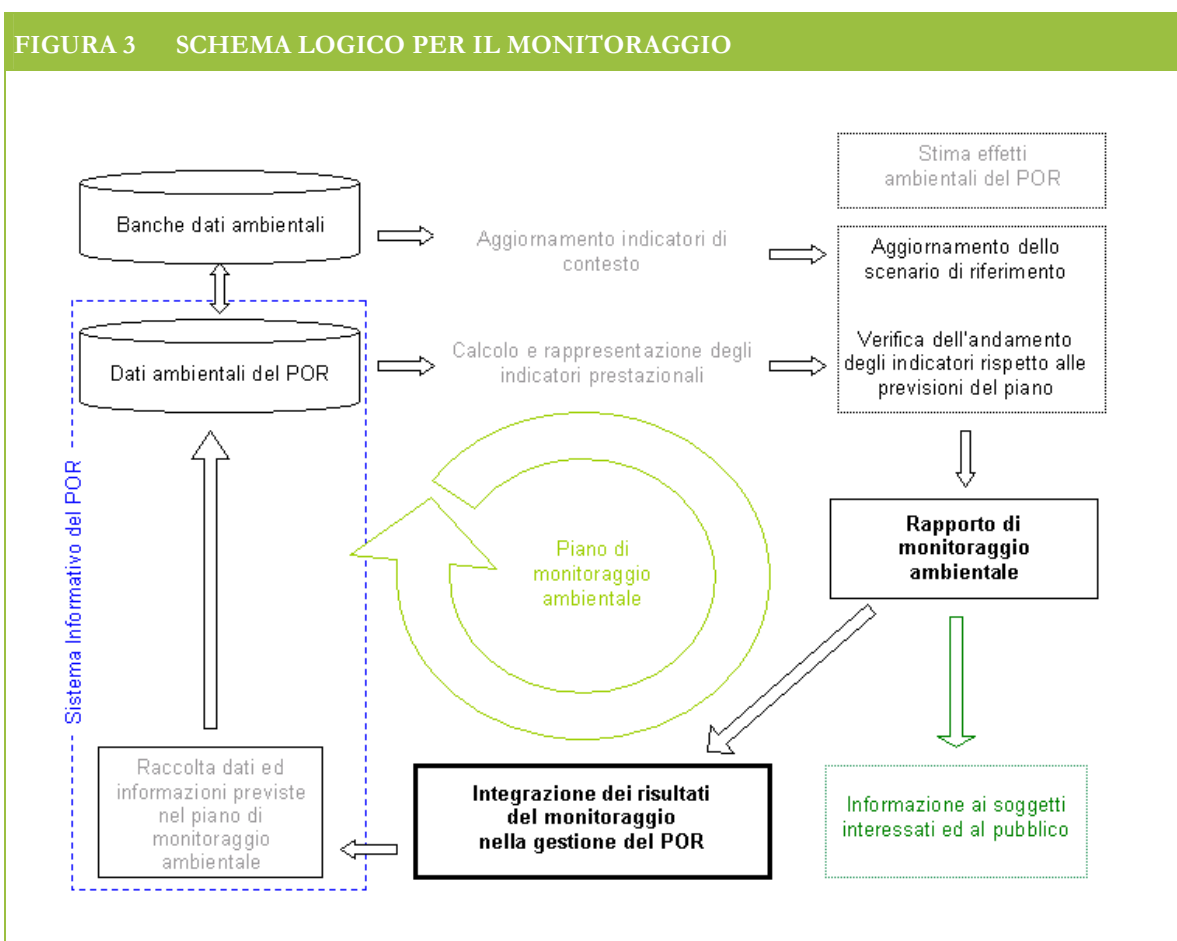 FIGURA 3 SCHEMA LOGICO PER IL MONITORAGGIO
Stima effetti
ambientali del POR
Banche dati ambientali
Aggiornamento indicatori di
contesto
Aggiornamento dello
scenario di riferimento
Dati ambientali del POR
Calcolo e rappresentazione degli
indicatori prestazionali
Verifica dell'andamento
degli indicatori rispetto alle
previsioni del piano
Sistema Informativo del POR
Piano di
monitoraggio
ambientale
Rapporto di
monitoraggio
ambientale
Raccolta dati ed
informazioni previste
nel piano di
monitoraggio
ambientale
Integrazione dei risultati
del monitoraggio
nella gestione del POR
Informazione ai soggetti
interessati ed al pubblico